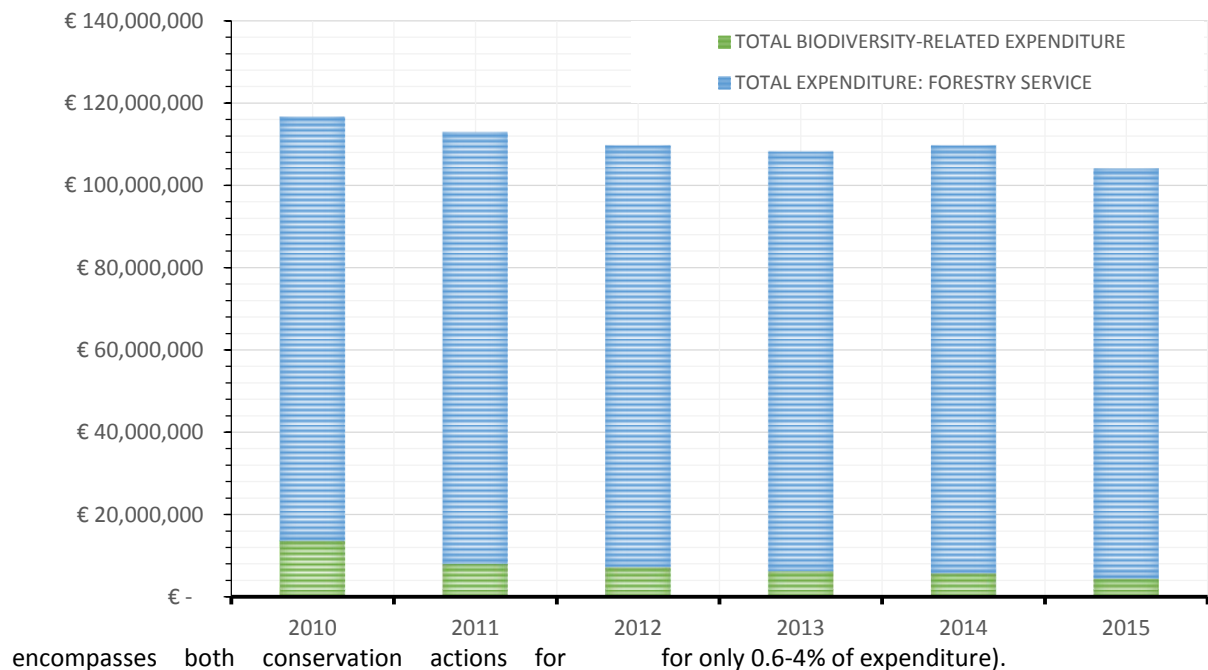 € 140,000,000
TOTAL BIODIVERSITY-RELATED EXPENDITURE
TOTAL EXPENDITURE: FORESTRY SERVICE
€ 120,000,000
€ 100,000,000
€ 80,000,000
€ 60,000,000
€ 40,000,000
€ 20,000,000
€ -
2010 2011 2012 2013 2014 2015
encompasses both conservation actions for
for only 0.6-4% of expenditure).